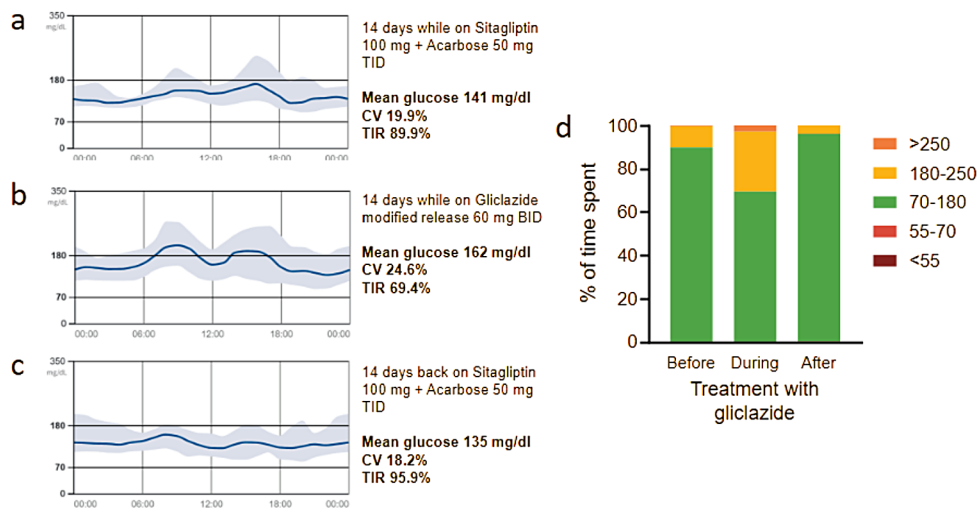 a
350
mg/dL
180
70
0
00:00 06:00 12:00 18:00 00:00
14 days while on Sitagliptin
100 mg + Acarbose 50 mg
TID
Mean glucose 141 mg/dl
CV 19.9%
TIR 89.9%
b
350
mg/dL
180
70
0
00:00 06:00 12:00 18:00 00:00
14 days while on Gliclazide
modified release 60 mg BID
Mean glucose 162 mg/dl
CV 24.6%
TIR 69.4%
c
350
mg/dL
180
70
0
00:00 06:00 12:00 18:00 00:00
14 days back on Sitagliptin
100 mg + Acarbose 50 mg
TID
Mean glucose 135 mg/dl
CV 18.2%
TIR 95.9%
d
% of time spent
100
80
60
40
20
0
Before During After
Treatment with
gliclazide
>250
180-250
70-180
55-70
<55